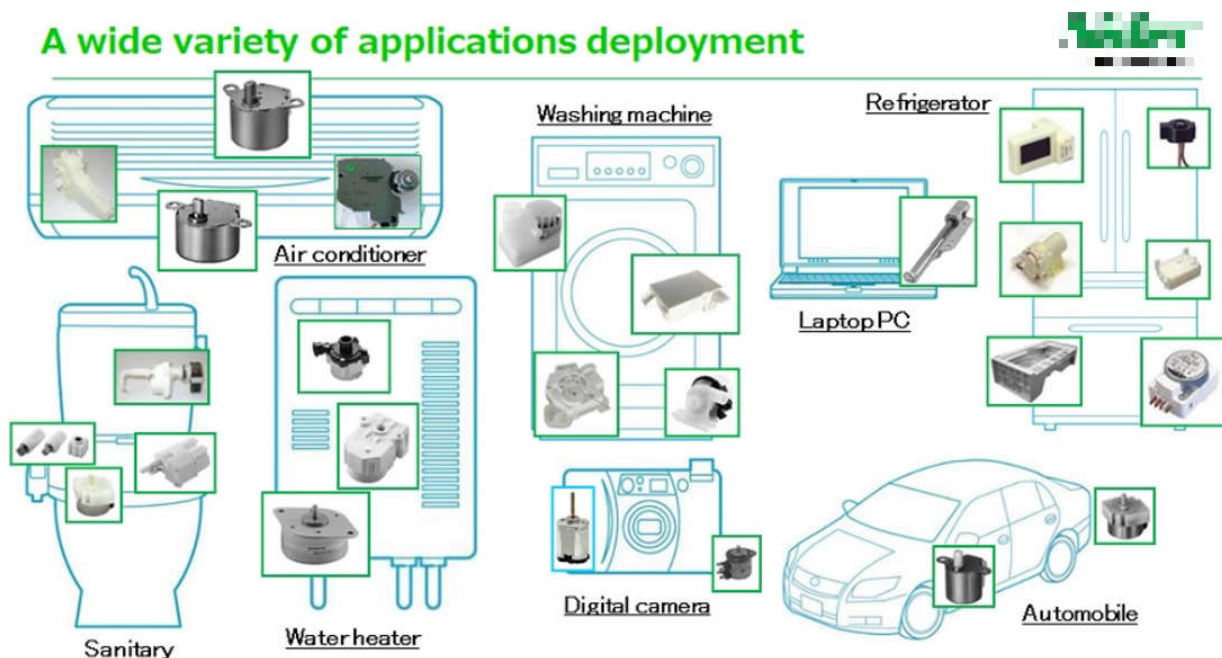 A wide variety of applications deployment
Air conditioner
Washing machine
Refrigerator
Laptop PC
Sanitary
Water heater
Digital camera
Automobile